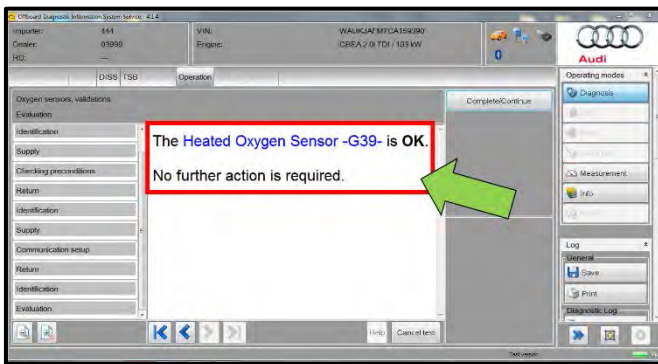 Offboard Diagnostic Information System Service - 4.1.4
Importer: 444
VIN: WAUKJAFM7CA159390
Dealer: 03999
Engine: CBEA 2.0l TDI / 103 kW
RO: ---
0
Audi
DISS
TSB
Operation
Operating modes
Oxygen sensors, validations
Evaluation
Complete/Continue
Diagnosis
Identification
Supply
Checking preconditions
Return
Identification
Supply
Communication setup
Return
Identification
Evaluation
The Heated Oxygen Sensor -G39- is OK.
No further action is required.
Measurement
Info
Log
General
Save
Print
Diagnostic Log
Help
Cancel test